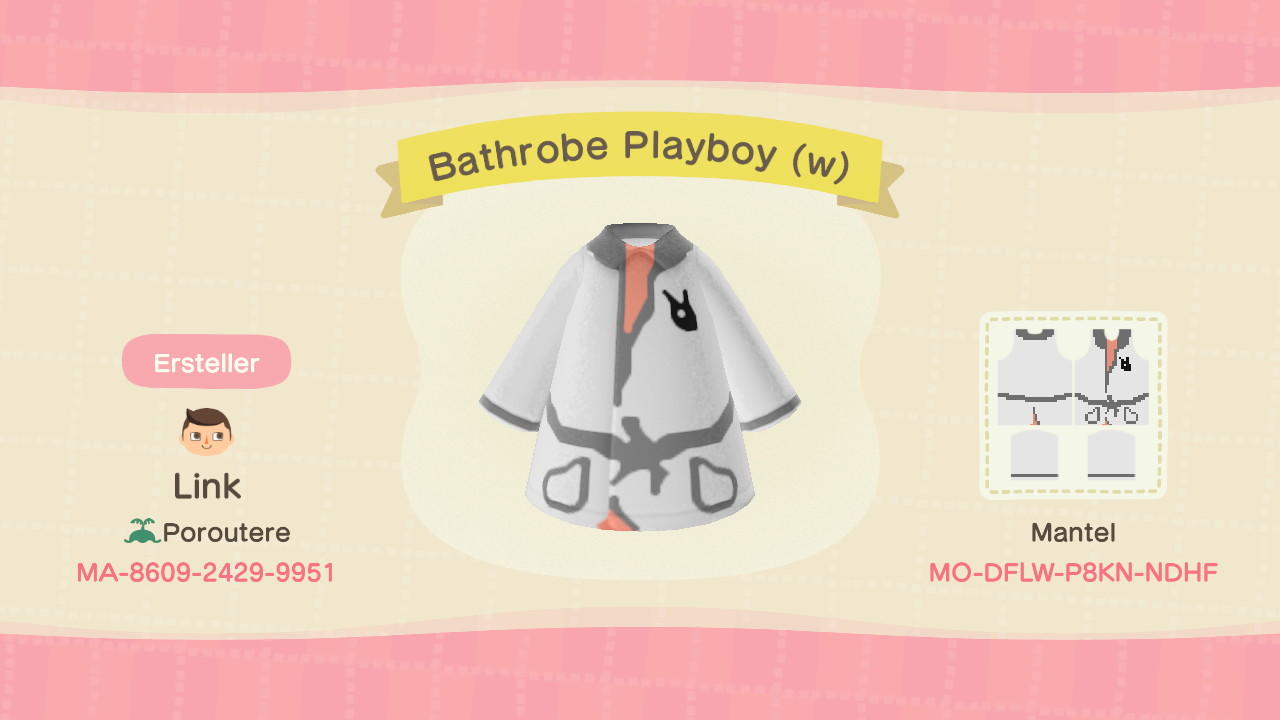 Bathrobe Playboy (w)
Ersteller
Link
Poroutere
MA-8609-2429-9951
Mantel
MO-DFLW-P8KN-NDHF